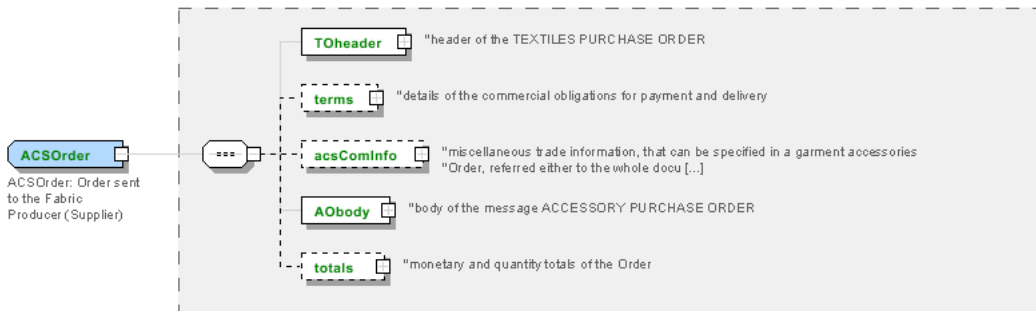 TOheader
"header of the TEXTILES PURCHASE ORDER
terms
"details of the commercial obligations for payment and delivery
ACSOrder
acsComInfo
"miscellaneous trade information, that can be specified in a garment accessories
"Order, referred either to the whole docu [...]
ACSOrder: Order sent
to the Fabric
Producer (Supplier)
AObody
"body of the message ACCESSORY PURCHASE ORDER
totals
"monetary and quantity totals of the Order